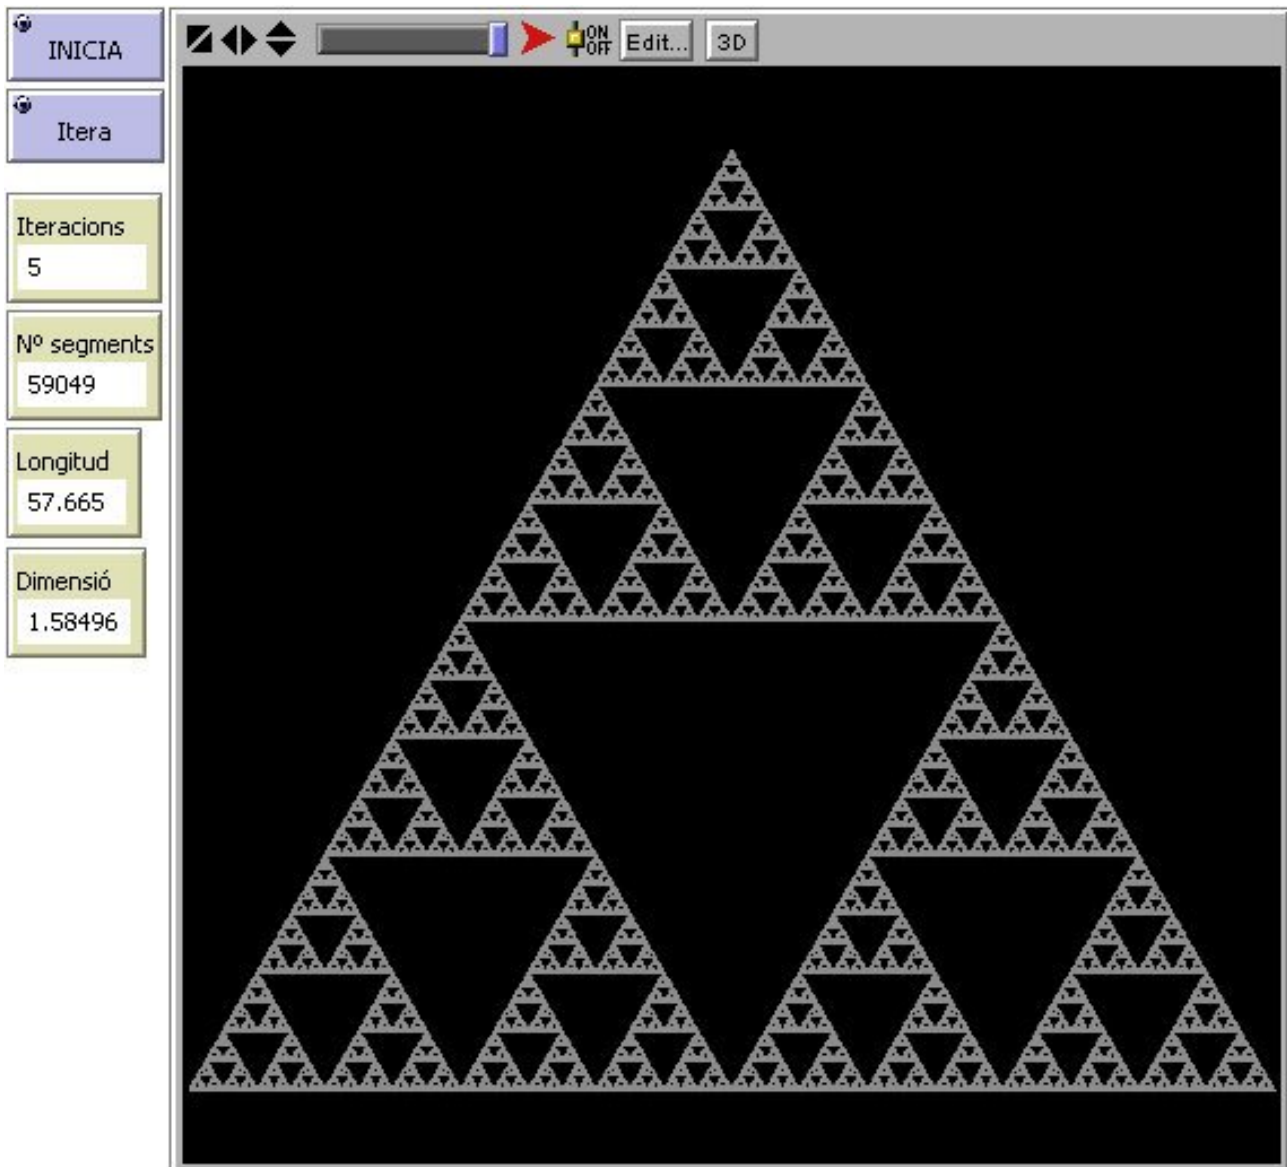 INICIA
ON
OFF
Edit...
3D
Itera
Iteracions
5
Nº segments
59049
Longitud
57.665
Dimensió
1.58496